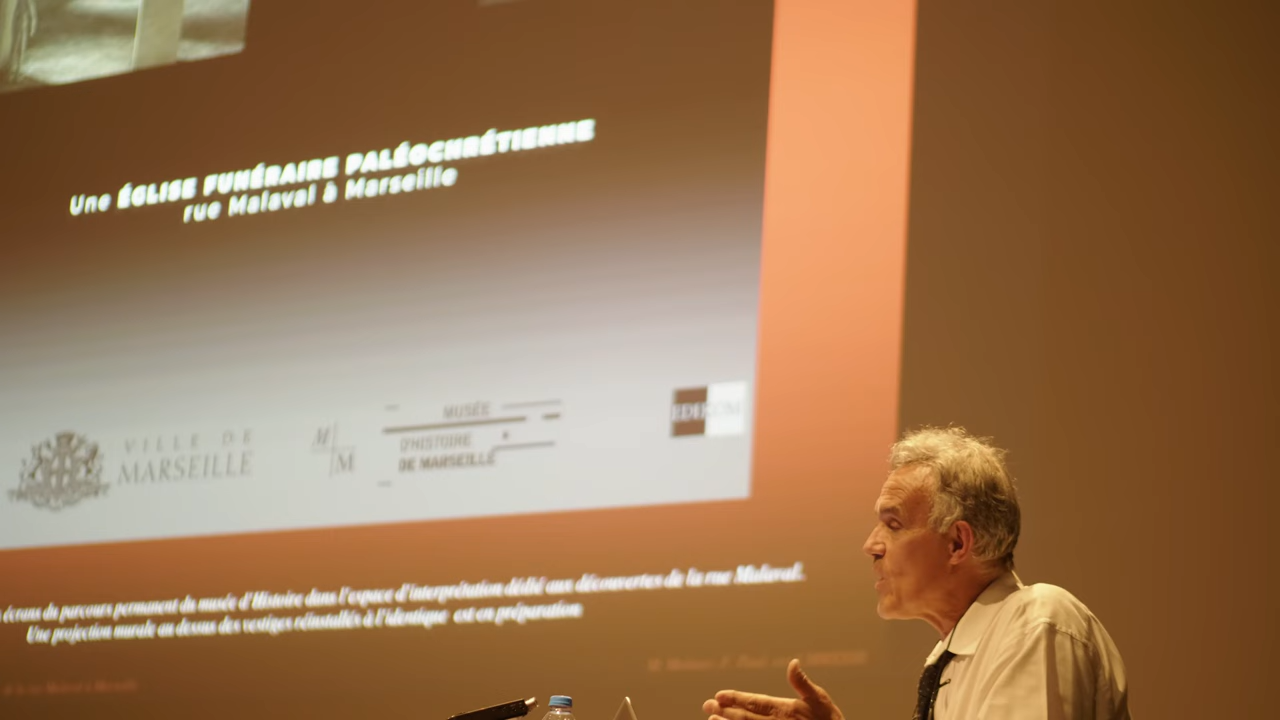 Une ÉGLISE FUNÉRAIRE PALÉOCHRÉTIENNE
rue Malaval à Marseille
VILLE DE
MARSEILLE
M
M
MUSÉE
D'HISTOIRE
DE MARSEILLE
écrans du parcours permanent du musée d'Histoire dans l'espace d'interprétation dédié aux découvertes de la rue Malaval.
Une projection murale au dessus des vestiges réinstallés à l'identique est en préparation